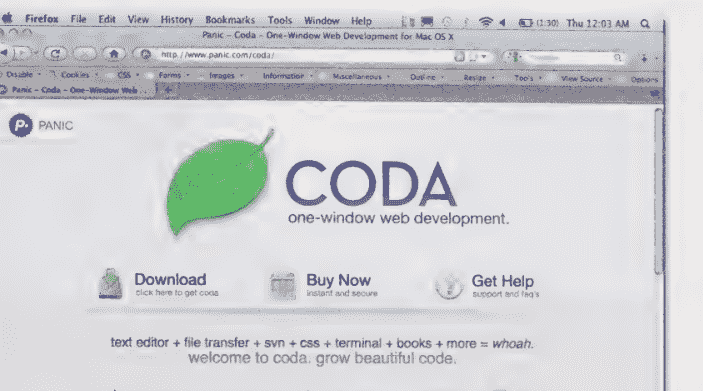 Firefox File Edit View History Bookmarks Tools Window Help (1:30) Thu 12:03 AM
Panic - Coda - One-Window Web Development for Mac OS X
http://www.panic.com/coda/
Disable Cookies CSS Forms Images Information Miscellaneous Outline Resize Tools View Source Options
Panic - Coda - One-Window Web ...
PANIC
CODA
one-window web development.
Download Buy Now Get Help
click here to get coda instant and secure support and faq's
text editor + file transfer + svn + css + terminal + books + more = whoah.
welcome to coda. grow beautiful code.